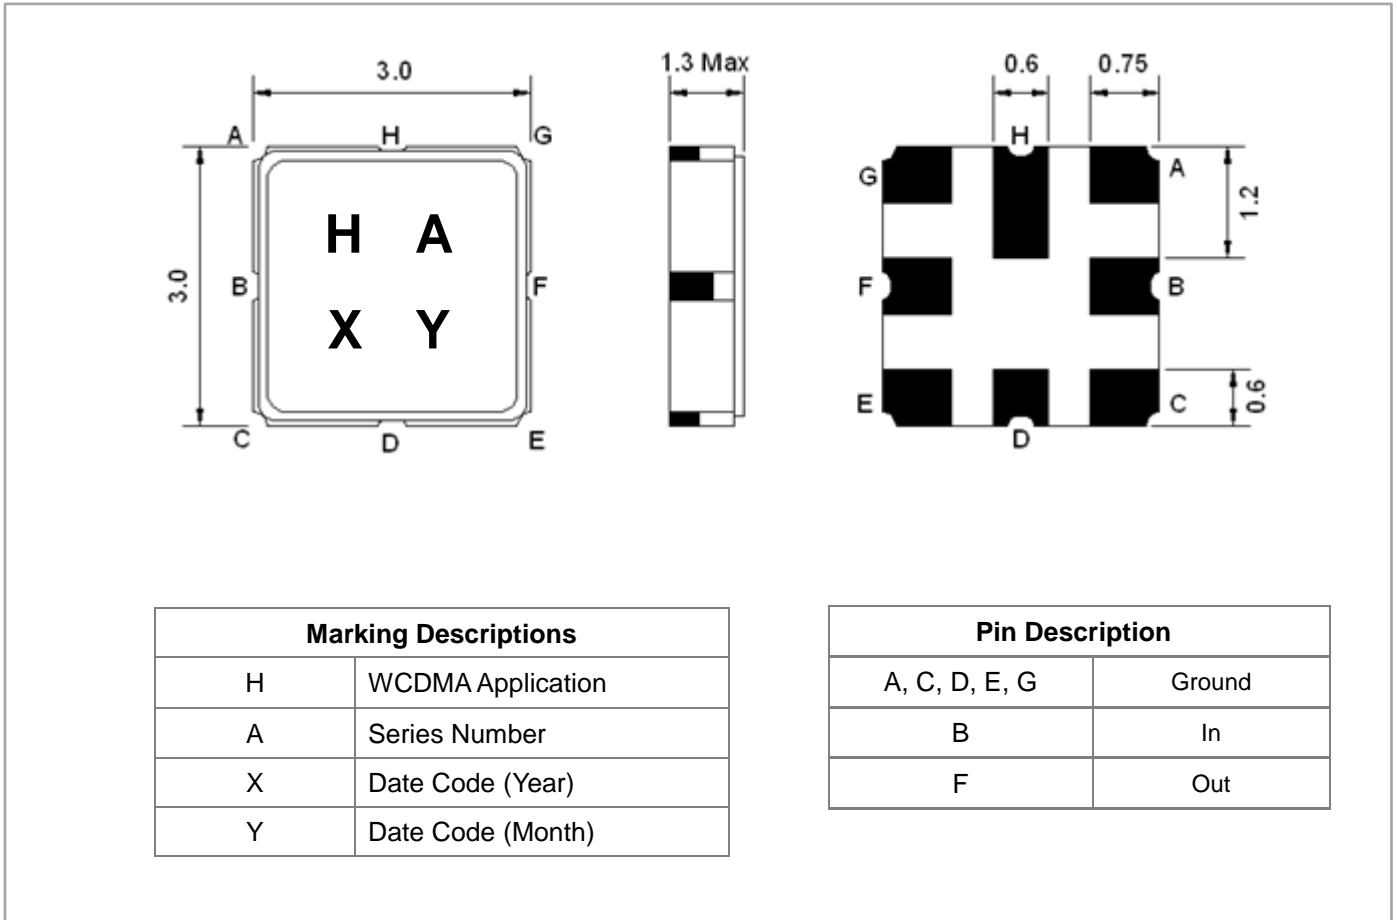 3.0
1.3 Max
0.6
0.75
A
H
G
H
G
A
H A
1.2
3.0
B
F
F
B
X Y
E
C
0.6
C
D
E
D
Marking Descriptions
H WCDMA Application
A Series Number
X Date Code (Year)
Y Date Code (Month)
Pin Description
A, C, D, E, G Ground
B In
F Out